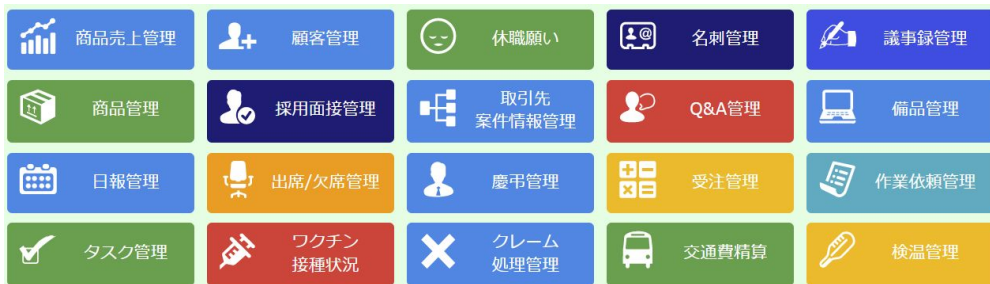 商品売上管理
顧客管理
休職願い
名刺管理
議事録管理
商品管理
採用面接管理
取引先
案件情報管理
Q&A管理
備品管理
日報管理
出席/欠席管理
慶弔管理
受注管理
作業依頼管理
タスク管理
ワクチン
接種状況
クレーム
処理管理
交通費精算
検温管理